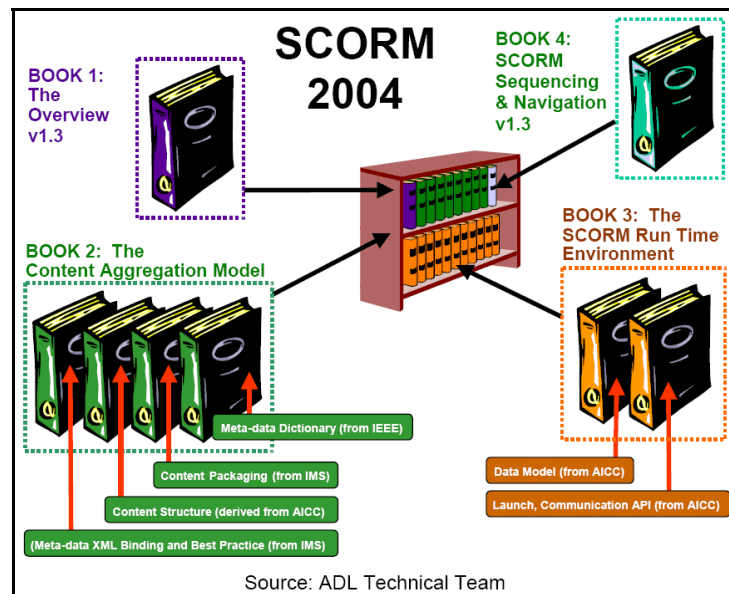 SCORM
2004
BOOK 1:
The
Overview
v1.3
BOOK 4:
SCORM
Sequencing
& Navigation
v1.3
BOOK 2:  The
Content Aggregation Model
BOOK 3:  The
SCORM Run Time
Environment
Meta-data Dictionary (from IEEE)
Content Packaging (from IMS)
Content Structure (derived from AICC)
(Meta-data XML Binding and Best Practice (from IMS)
Data Model (from AICC)
Launch, Communication API (from AICC)
Source: ADL Technical Team